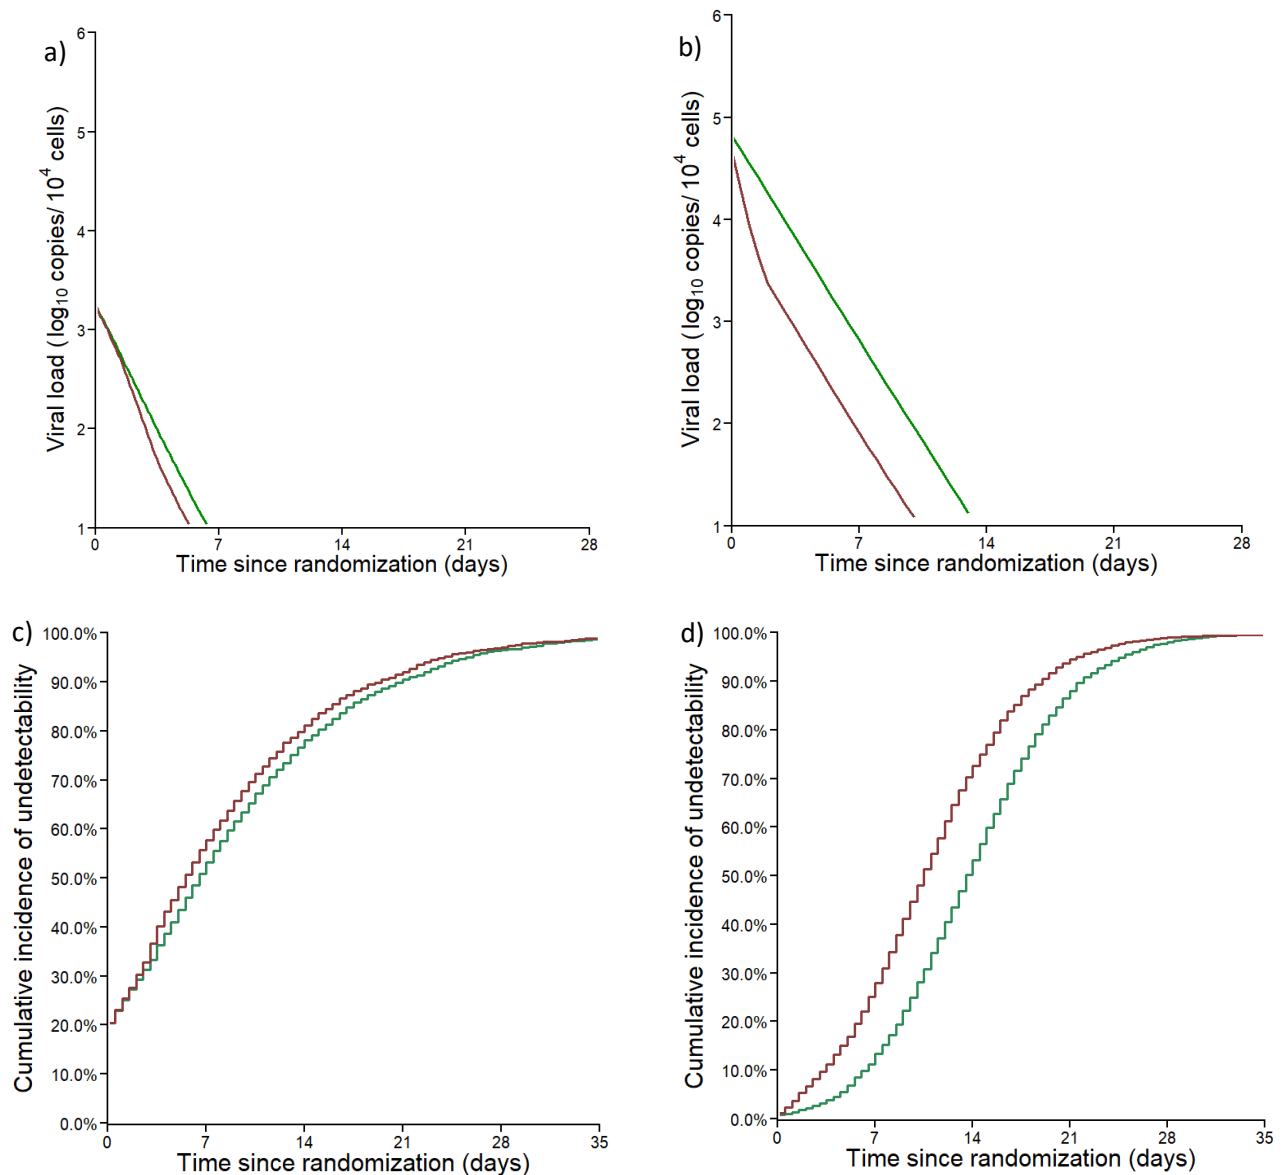 a)
6
5
4
3
2
1
Viral load (log10 copies/ 10^4 cells)
0 7 14 21 28
Time since randomization (days)
b)
6
5
4
3
2
1
Viral load (log10 copies/ 10^4 cells)
0 7 14 21 28
Time since randomization (days)
c)
100.0%
90.0%
80.0%
70.0%
60.0%
50.0%
40.0%
30.0%
20.0%
10.0%
0.0%
Cumulative incidence of undetectability
0 7 14 21 28 35
Time since randomization (days)
d)
100.0%
90.0%
80.0%
70.0%
60.0%
50.0%
40.0%
30.0%
20.0%
10.0%
0.0%
Cumulative incidence of undetectability
0 7 14 21 28 35
Time since randomization (days)